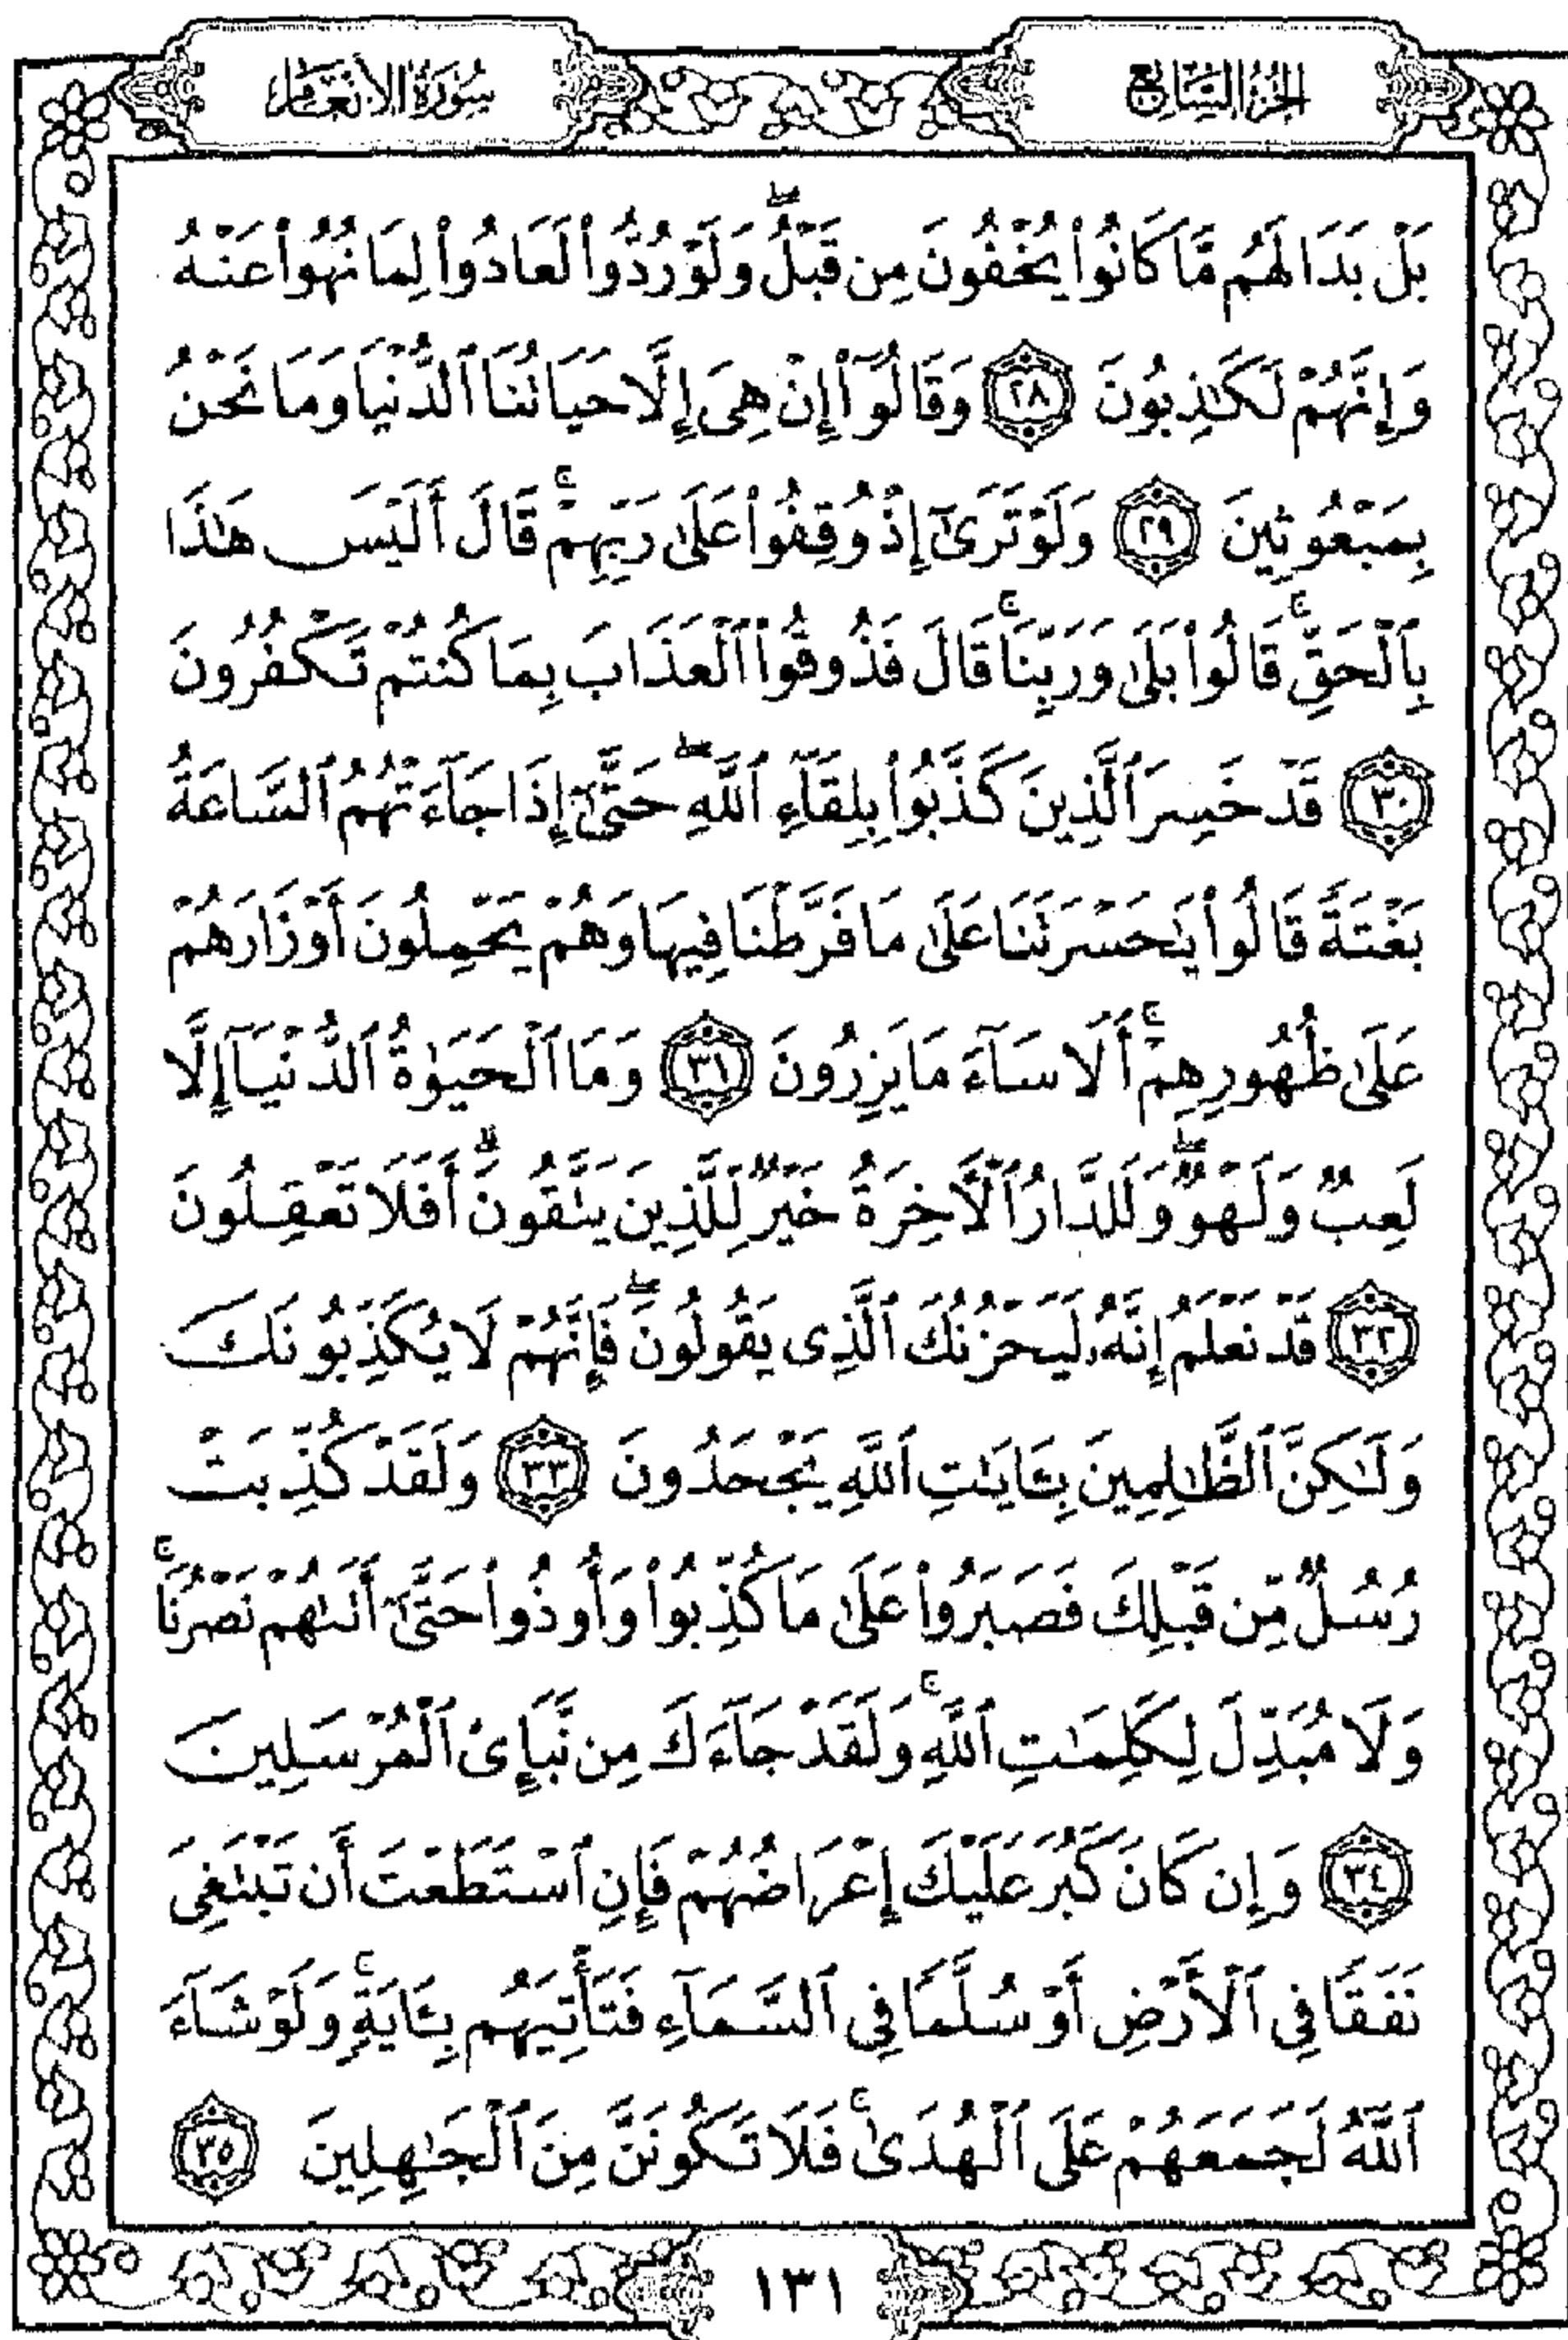 الجزء السابع
سورة الأنعام
بَلْ بَدَا لَهُم مَّا كَانُوا۟ يُخْفُونَ مِن قَبْلُ ۖ وَلَوْ رُدُّوا۟ لَعَادُوا۟ لِمَا نُهُوا۟ عَنْهُ
وَإِنَّهُمْ لَكَـٰذِبُونَ ٢٨ وَقَالُوٓا۟ إِنْ هِىَ إِلَّا حَيَاتُنَا ٱلدُّنْيَا وَمَا نَحْنُ
بِمَبْعُوثِينَ ٢٩ وَلَوْ تَرَىٰٓ إِذْ وُقِفُوا۟ عَلَىٰ رَبِّهِمْ ۚ قَالَ أَلَيْسَ هَـٰذَا
بِٱلْحَقِّ ۚ قَالُوا۟ بَلَىٰ وَرَبِّنَا ۚ قَالَ فَذُوقُوا۟ ٱلْعَذَابَ بِمَا كُنتُمْ تَكْفُرُونَ
٣٠ قَدْ خَسِرَ ٱلَّذِينَ كَذَّبُوا۟ بِلِقَآءِ ٱللَّهِ ۖ حَتَّىٰٓ إِذَا جَآءَتْهُمُ ٱلسَّاعَةُ
بَغْتَةً قَالُوا۟ يَـٰحَسْرَتَنَا عَلَىٰ مَا فَرَّطْنَا فِيهَا وَهُمْ يَحْمِلُونَ أَوْزَارَهُمْ
عَلَىٰ ظُهُورِهِمْ ۚ أَلَا سَآءَ مَا يَزِرُونَ ٣١ وَمَا ٱلْحَيَوٰةُ ٱلدُّنْيَآ إِلَّا
لَعِبٌ وَلَهْوٌ ۖ وَلَلدَّارُ ٱلْـَٔاخِرَةُ خَيْرٌ لِّلَّذِينَ يَتَّقُونَ ۗ أَفَلَا تَعْقِلُونَ
٣٢ قَدْ نَعْلَمُ إِنَّهُۥ لَيَحْزُنُكَ ٱلَّذِى يَقُولُونَ ۖ فَإِنَّهُمْ لَا يُكَذِّبُونَكَ
وَلَـٰكِنَّ ٱلظَّـٰلِمِينَ بِـَٔايَـٰتِ ٱللَّهِ يَجْحَدُونَ ٣٣ وَلَقَدْ كُذِّبَتْ
رُسُلٌ مِّن قَبْلِكَ فَصَبَرُوا۟ عَلَىٰ مَا كُذِّبُوا۟ وَأُوذُوا۟ حَتَّىٰٓ أَتَىٰهُمْ نَصْرُنَا ۚ
وَلَا مُبَدِّلَ لِكَلِمَـٰتِ ٱللَّهِ ۚ وَلَقَدْ جَآءَكَ مِن نَّبَإِى۟ ٱلْمُرْسَلِينَ
٣٤ وَإِن كَانَ كَبُرَ عَلَيْكَ إِعْرَاضُهُمْ فَإِنِ ٱسْتَطَعْتَ أَن تَبْتَغِىَ
نَفَقًا فِى ٱلْأَرْضِ أَوْ سُلَّمًا فِى ٱلسَّمَآءِ فَتَأْتِيَهُم بِـَٔايَةٍ ۚ وَلَوْ شَآءَ
ٱللَّهُ لَجَمَعَهُمْ عَلَى ٱلْهُدَىٰ ۚ فَلَا تَكُونَنَّ مِنَ ٱلْجَـٰهِلِينَ ٣٥
١٣١